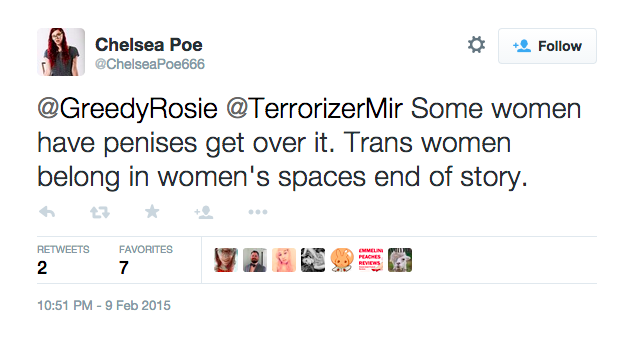 Chelsea Poe
@ChelseaPoe666
Follow
@GreedyRosie @TerrorizerMir Some women
have penises get over it. Trans women
belong in women's spaces end of story.
RETWEETS FAVORITES
2 7
EMMELINE
PEACHES
REVIEWS
10:51 PM - 9 Feb 2015